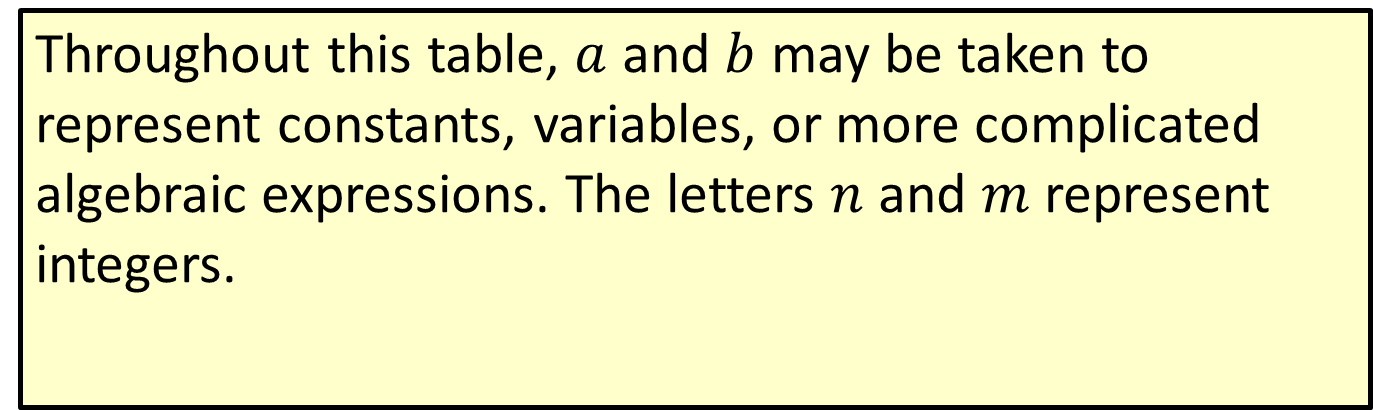 Throughout this table, a and b may be taken to
represent constants, variables, or more complicated
algebraic expressions. The letters n and m represent
integers.